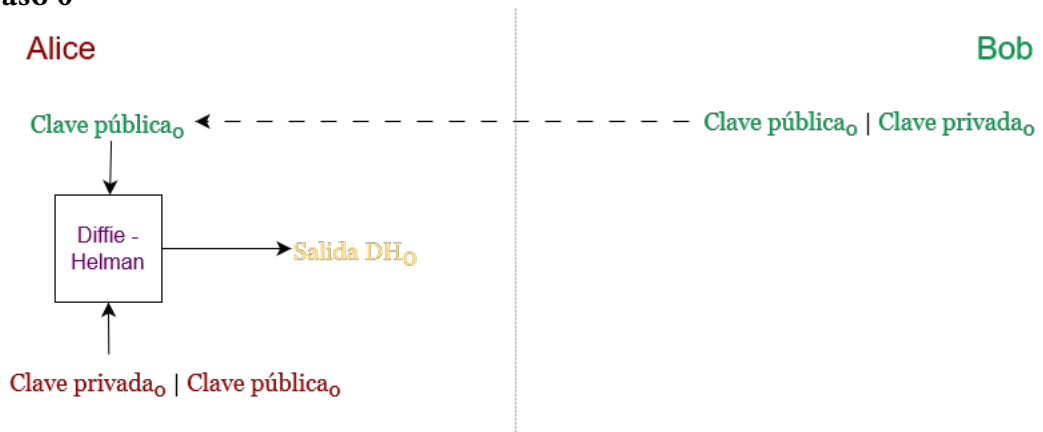 Alice
Bob
Clave pública₀
Clave pública₀ | Clave privada₀
Diffie -
Helman
Salida DH₀
Clave privada₀ | Clave pública₀